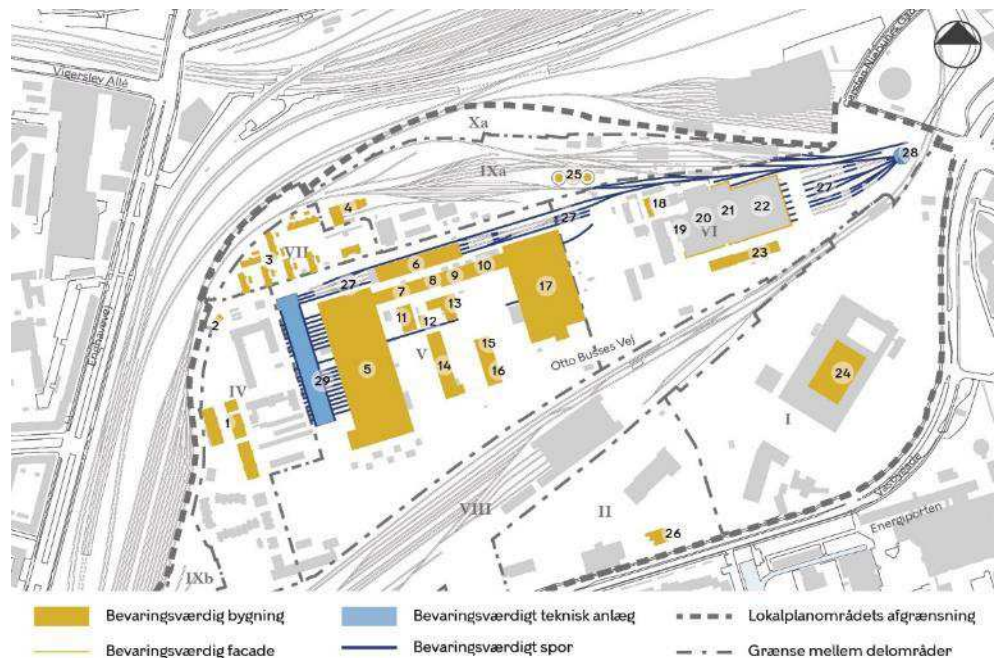 Vigerslev Allé
Enghavevej
Xa
IXa
25
28
27
4
18
22
21
20
19
VI
27
3
VII
6
23
10
9
8
7
27
17
2
13
11
12
V
15
14
16
5
29
Otto Busses Vej
24
IV
1
I
VIII
II
26
Vasbygade
Energiporten
IXb
Bevaringsværdig bygning
Bevaringsværdigt teknisk anlæg
Lokalplanområdets afgrænsning
Bevaringsværdig facade
Bevaringsværdigt spor
Grænse mellem delområder